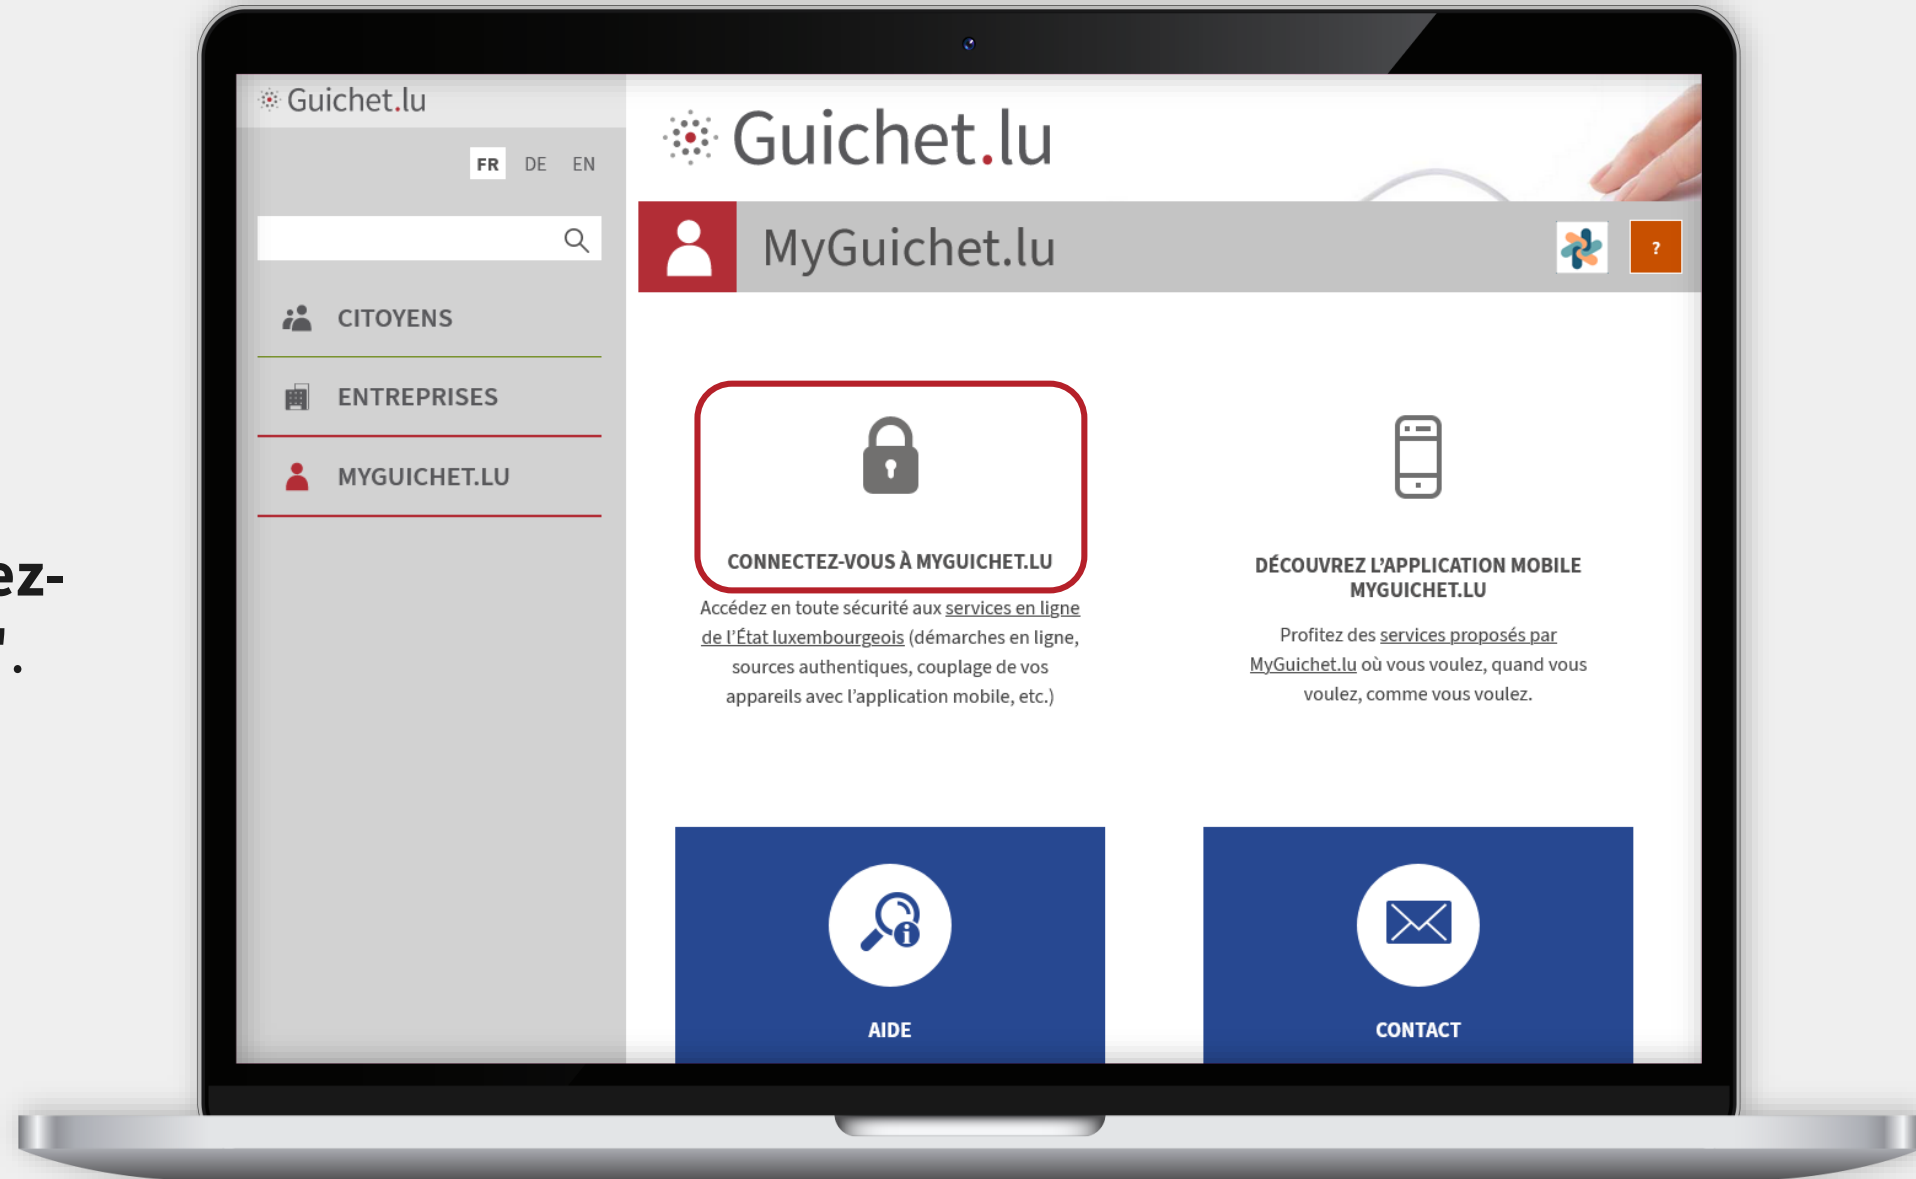 ez-
.
Guichet.lu
FR DE EN
CITOYENS
ENTREPRISES
MYGUICHET.LU
Guichet.lu
MyGuichet.lu
?
CONNECTEZ-VOUS À MYGUICHET.LU
Accédez en toute sécurité aux services en ligne
de l'État luxembourgeois (démarches en ligne,
sources authentiques, couplage de vos
appareils avec l'application mobile, etc.)
DÉCOUVREZ L'APPLICATION MOBILE
MYGUICHET.LU
Profitez des services proposés par
MyGuichet.lu où vous voulez, quand vous
voulez, comme vous voulez.
AIDE
CONTACT